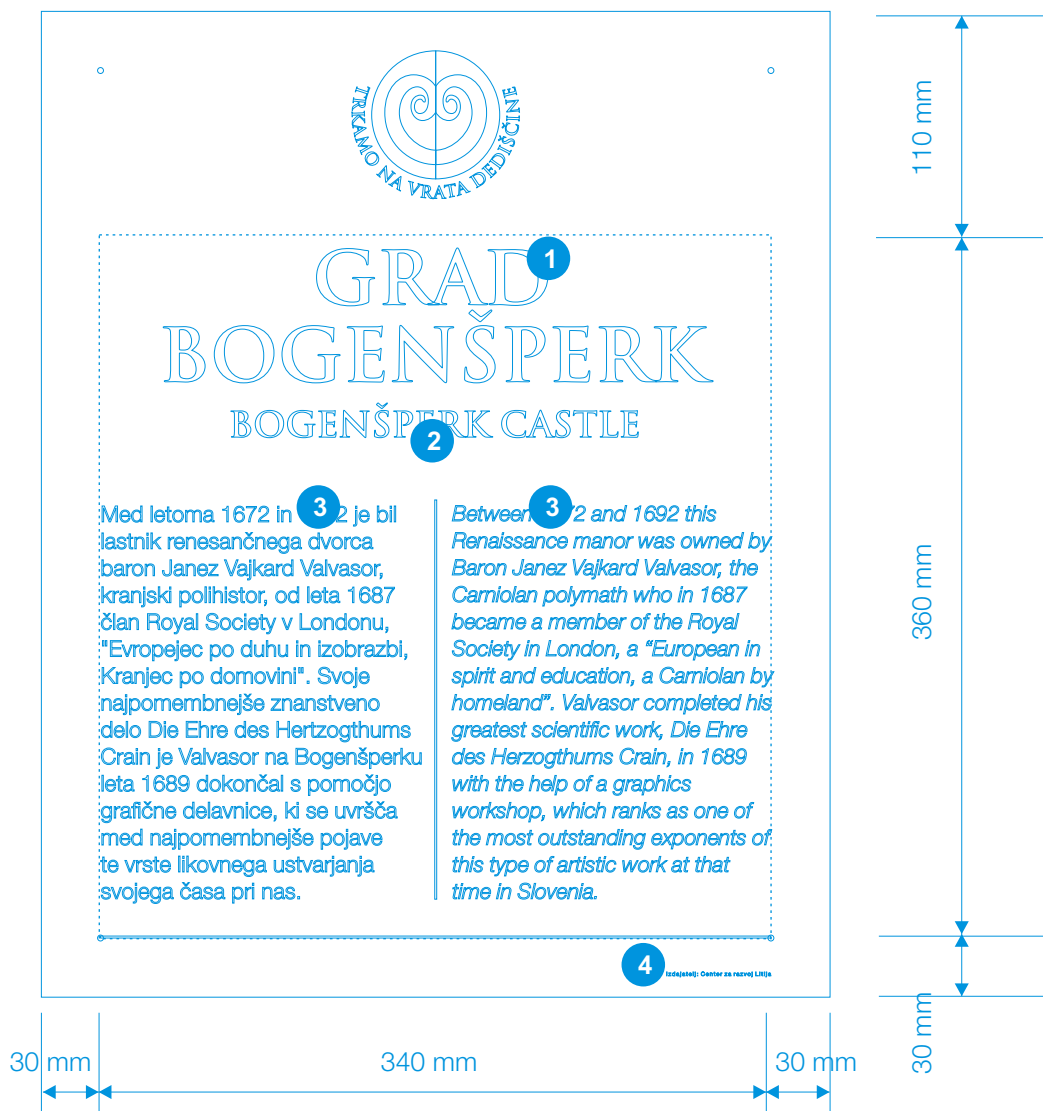 TRKAMO NA VRATA DEDIŠČINE
110 mm
GRAD
1
BOGENŠPERK
BOGENŠPERK CASTLE
2
3
Med letoma 1672 in 2 je bil
lastnik renesančnega dvorca
baron Janez Vajkard Valvasor,
kranjski polihistor, od leta 1687
član Royal Society v Londonu,
"Evropejec po duhu in izobrazbi,
Kranjec po domovini". Svoje
najpomembnejše znanstveno
delo Die Ehre des Hertzogthums
Crain je Valvasor na Bogenšperku
leta 1689 dokončal s pomočjo
grafične delavnice, ki se uvršča
med najpomembnejše pojave
te vrste likovnega ustvarjanja
svojega časa pri nas.
3
Between 2 and 1692 this
Renaissance manor was owned by
Baron Janez Vajkard Valvasor, the
Carniolan polymath who in 1687
became a member of the Royal
Society in London, a “European in
spirit and education, a Carniolan by
homeland”. Valvasor completed his
greatest scientific work, Die Ehre
des Herzogthums Crain, in 1689
with the help of a graphics
workshop, which ranks as one of
the most outstanding exponents of
this type of artistic work at that
time in Slovenia.
360 mm
4
Izdajatelj: Center za razvoj Litija
30 mm
30 mm
340 mm
30 mm